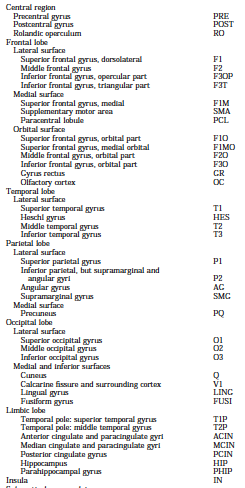 Central region
Precentral gyrus PRE
Postcentral gyrus POST
Rolandic operculum RO
Frontal lobe
Lateral surface
Superior frontal gyrus, dorsolateral F1
Middle frontal gyrus F2
Inferior frontal gyrus, opercular part F3OP
Inferior frontal gyrus, triangular part F3T
Medial surface
Superior frontal gyrus, medial F1M
Supplementary motor area SMA
Paracentral lobule PCL
Orbital surface
Superior frontal gyrus, orbital part F1O
Superior frontal gyrus, medial orbital F1MO
Middle frontal gyrus, orbital part F2O
Inferior frontal gyrus, orbital part F3O
Gyrus rectus GR
Olfactory cortex OC
Temporal lobe
Lateral surface
Superior temporal gyrus T1
Heschl gyrus HES
Middle temporal gyrus T2
Inferior temporal gyrus T3
Parietal lobe
Lateral surface
Superior parietal gyrus P1
Inferior parietal, but supramarginal and
angular gyri P2
Angular gyrus AG
Supramarginal gyrus SMG
Medial surface
Precuneus PQ
Occipital lobe
Lateral surface
Superior occipital gyrus O1
Middle occipital gyrus O2
Inferior occipital gyrus O3
Medial and inferior surfaces
Cuneus Q
Calcarine fissure and surrounding cortex V1
Lingual gyrus LING
Fusiform gyrus FUSI
Limbic lobe
Temporal pole: superior temporal gyrus T1P
Temporal pole: middle temporal gyrus T2P
Anterior cingulate and paracingulate gyri ACIN
Median cingulate and paracingulate gyri MCIN
Posterior cingulate gyrus PCIN
Hippocampus HIP
Parahippocampal gyrus PHIP
Insula IN